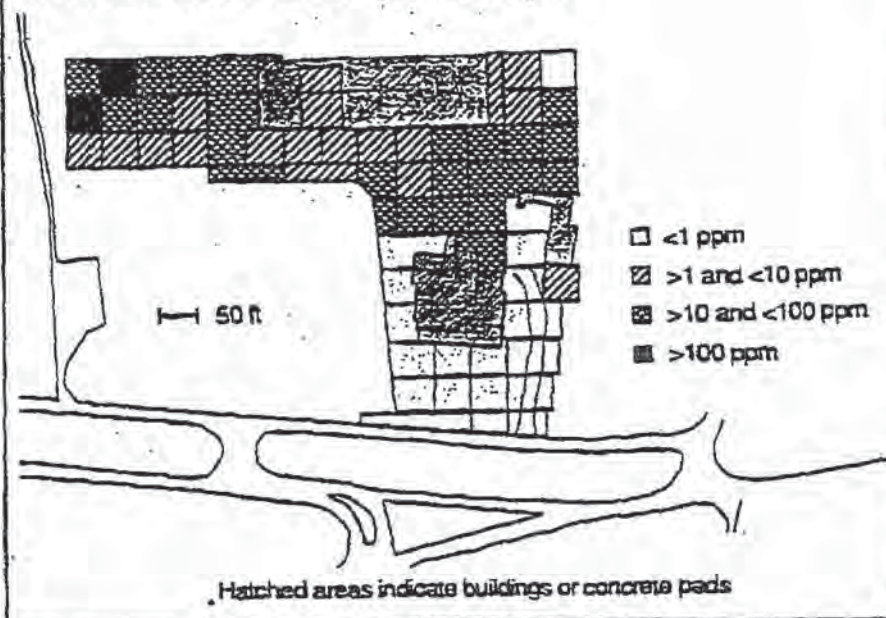 <1 ppm
>1 and <10 ppm
>10 and <100 ppm
>100 ppm
50 ft
Hatched areas indicate buildings or concrete pads